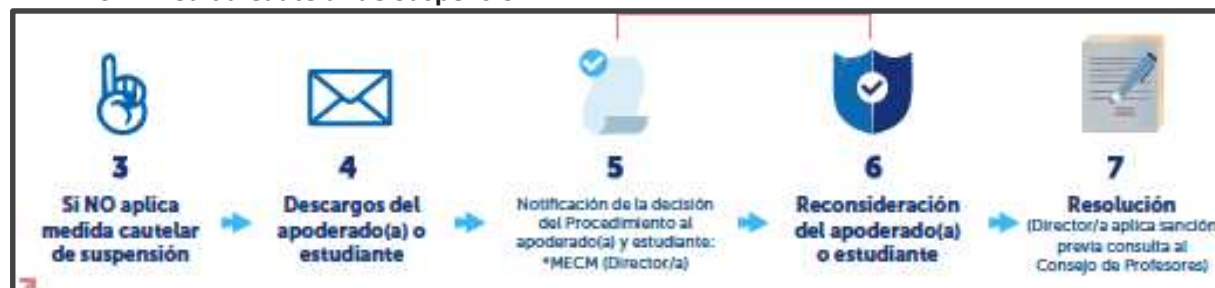 3
Si NO aplica
medida cautelar
de suspensión
4
Descargos del
apoderado(a) o
estudiante
5
Notificación de la decisión
del Procedimiento al
apoderado(a) y estudiante:
*MECM (Director/a)
6
Reconsideración
del apoderado(a)
o estudiante
7
Resolución
(Director/a aplica sanción
previa consulta al
Consejo de Profesores)